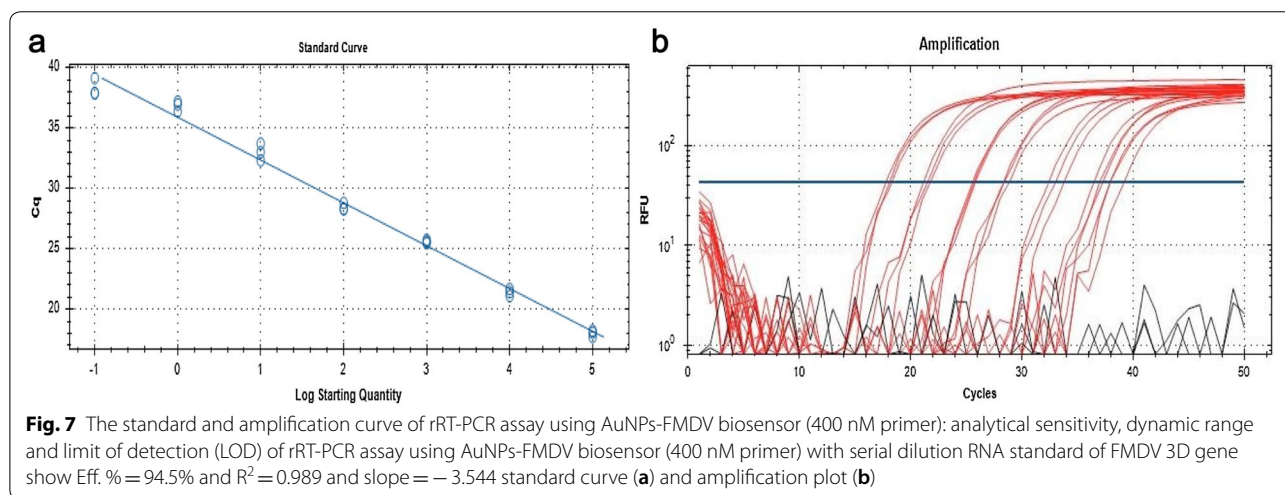 a
Standard Curve
40
35
30
25
20
Cq
-1 0 1 2 3 4 5
Log Starting Quantity
b
Amplification
10²
10¹
10⁰
RFU
0 10 20 30 40 50
Cycles
Fig. 7 The standard and amplification curve of rRT-PCR assay using AuNPs-FMDV biosensor (400 nM primer): analytical sensitivity, dynamic range
and limit of detection (LOD) of rRT-PCR assay using AuNPs-FMDV biosensor (400 nM primer) with serial dilution RNA standard of FMDV 3D gene
show Eff. % = 94.5% and R² = 0.989 and slope = − 3.544 standard curve (a) and amplification plot (b)